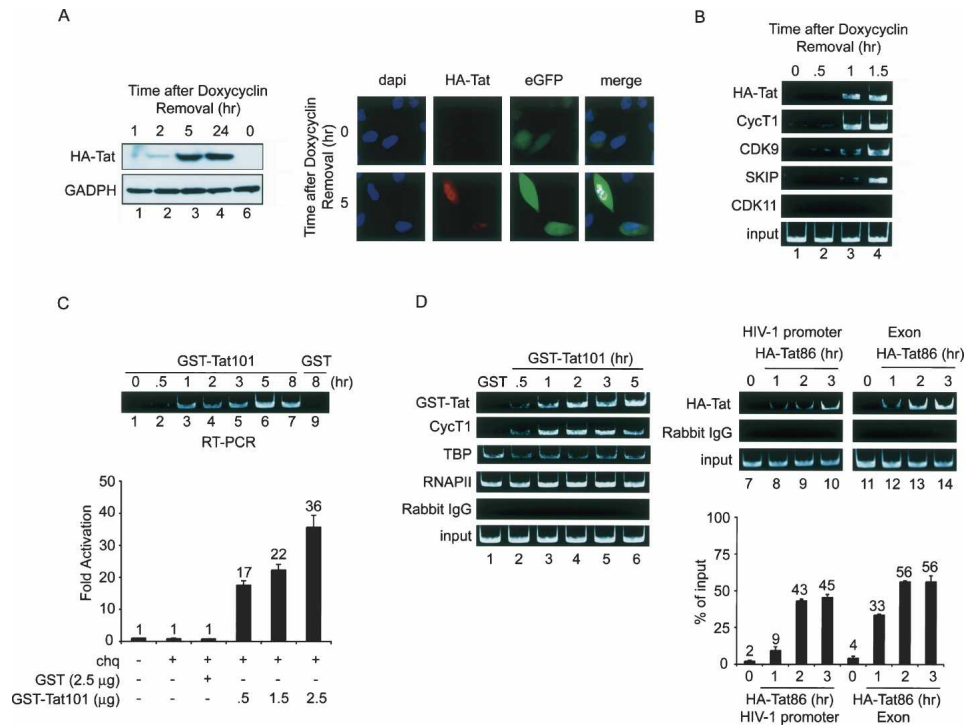 A
Time after Doxycyclin
Removal (hr)
1 2 5 24 0
HA-Tat
GADPH
1 2 3 4 6
dapi HA-Tat eGFP merge
Time after Doxycyclin
Removal (hr)
0
5
B
Time after Doxycyclin
Removal (hr)
0 .5 1 1.5
HA-Tat
CycT1
CDK9
SKIP
CDK11
input
1 2 3 4
C
GST-Tat101 GST
0 .5 1 2 3 5 8 8 (hr)
1 2 3 4 5 6 7 9
RT-PCR
Fold Activation
50
40
30
20
10
0
1 1 1 17 22 36
chq - + + + + +
GST (2.5 µg) - - + - - -
GST-Tat101 (µg) - - - .5 1.5 2.5
D
GST-Tat101 (hr)
GST .5 1 2 3 5
GST-Tat
CycT1
TBP
RNAPII
Rabbit IgG
input
1 2 3 4 5 6
HIV-1 promoter Exon
HA-Tat86 (hr) HA-Tat86 (hr)
0 1 2 3 0 1 2 3
HA-Tat
Rabbit IgG
input
7 8 9 10 11 12 13 14
% of input
100
50
0
2 9 43 45 4 33 56 56
0 1 2 3 0 1 2 3
HA-Tat86 (hr) HA-Tat86 (hr)
HIV-1 promoter Exon